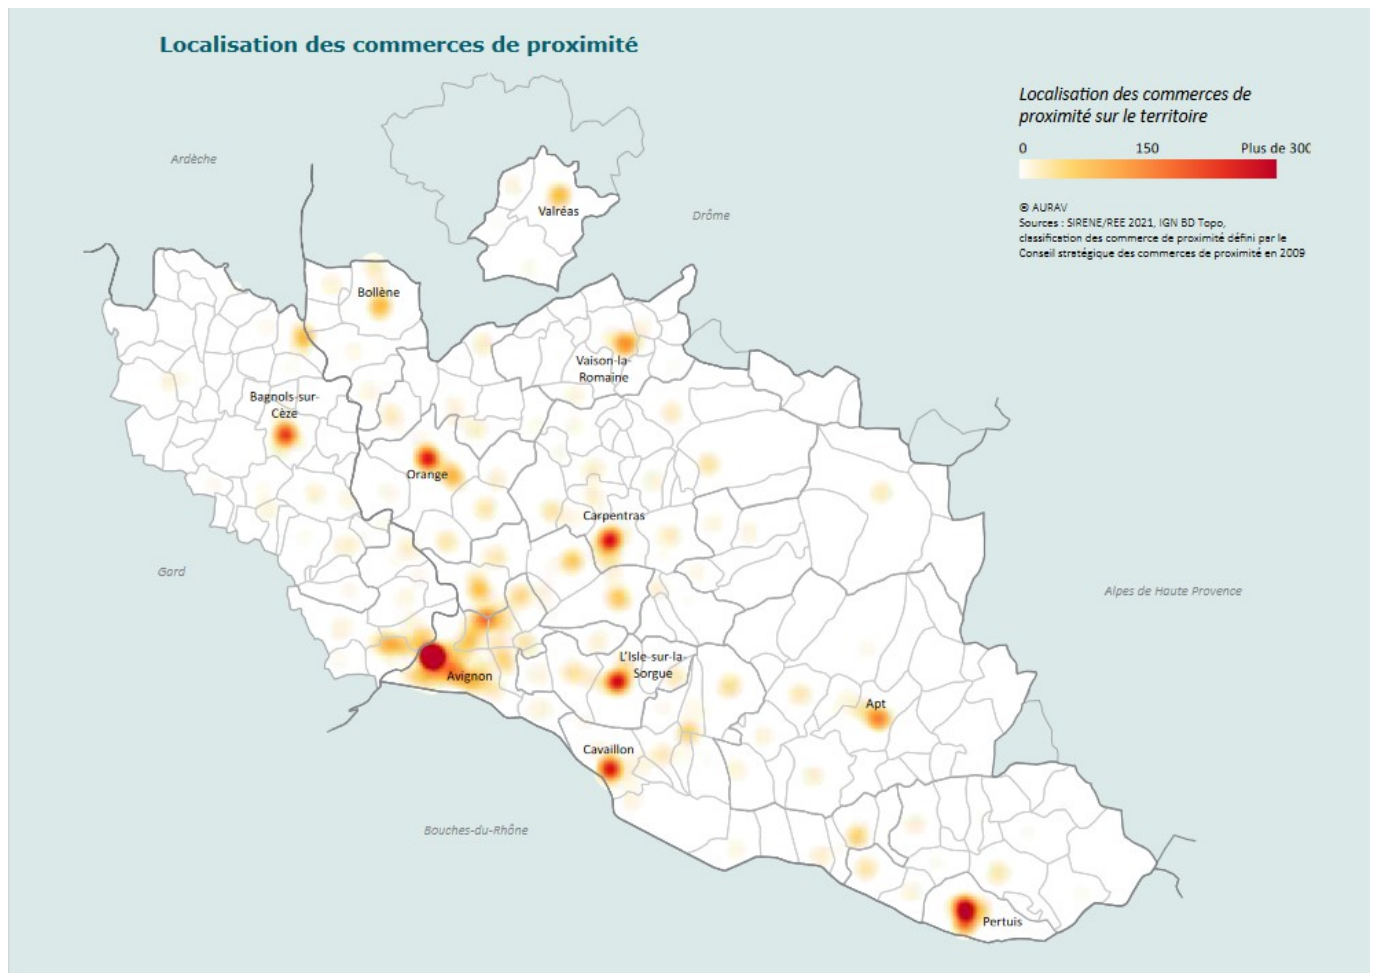 Localisation des commerces de proximité
Localisation des commerces de
proximité sur le territoire
0 150 Plus de 300
© AURAV
Sources : SIRENE/REE 2021, IGN BD Topo,
classification des commerce de proximité défini par le
Conseil stratégique des commerces de proximité en 2009
Ardèche
Drôme
Valréas
Bollène
Vaison-la-
Romaine
Bagnols-sur-
Cèze
Orange
Carpentras
Gard
Alpes de Haute Provence
L'Isle-sur-la-
Sorgue
Avignon
Apt
Cavaillon
Bouches-du-Rhône
Pertuis